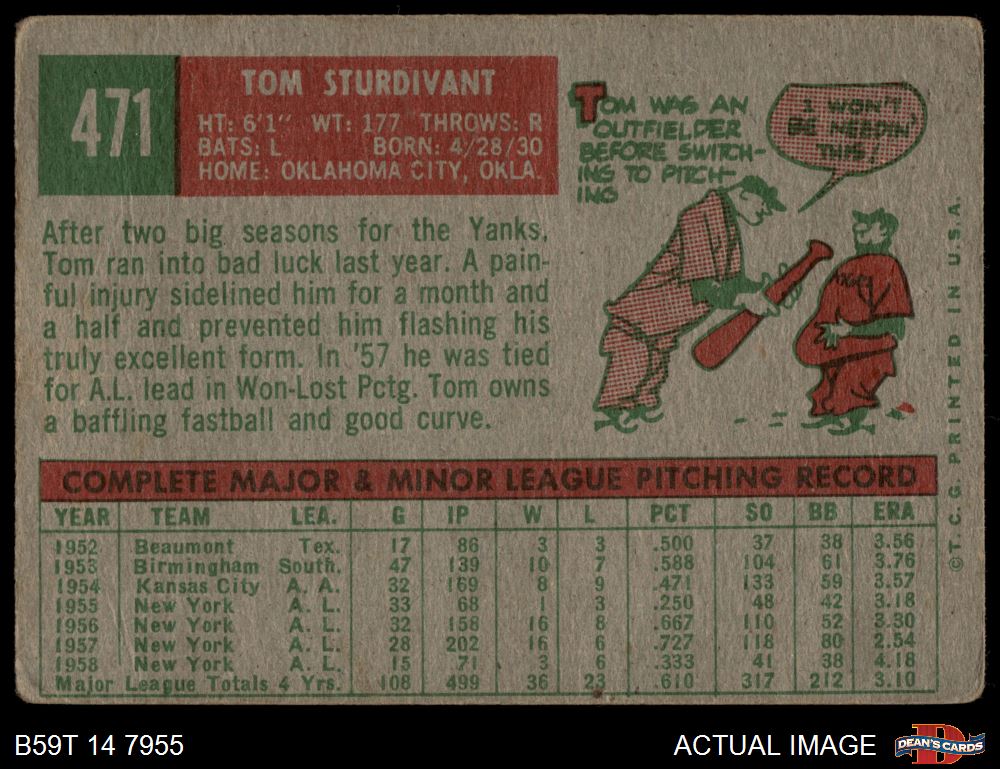 471
TOM STURDIVANT
HT: 6'1" WT: 177 THROWS: R
BATS: L BORN: 4/28/30
HOME: OKLAHOMA CITY, OKLA.
After two big seasons for the Yanks,
Tom ran into bad luck last year. A pain-
ful injury sidelined him for a month and
a half and prevented him flashing his
truly excellent form. In '57 he was tied
for A.L. lead in Won-Lost Pctg. Tom owns
a baffling fastball and good curve.
TOM WAS AN
OUTFIELDER
BEFORE SWITCH-
ING TO PITCH-
ING
I WON'T
BE NEEDIN'
THIS!
©T. C. G. PRINTED IN U.S.A.
COMPLETE MAJOR & MINOR LEAGUE PITCHING RECORD
YEAR TEAM LEA. G IP W L PCT SO BB ERA
1952 Beaumont Tex. 17 86 3 3 .500 37 38 3.56
1953 Birmingham South. 47 139 10 7 .588 104 61 3.76
1954 Kansas City A. A. 32 169 8 9 .471 133 59 3.57
1955 New York A. L. 33 68 1 3 .250 48 42 3.18
1956 New York A. L. 32 158 16 8 .667 110 52 3.30
1957 New York A. L. 28 202 16 6 .727 118 80 2.54
1958 New York A. L. 15 71 3 6 .333 41 38 4.18
Major League Totals 4 Yrs. 108 499 36 23 .610 317 212 3.10
B59T 14 7955
ACTUAL IMAGE
DEAN'S CARDS